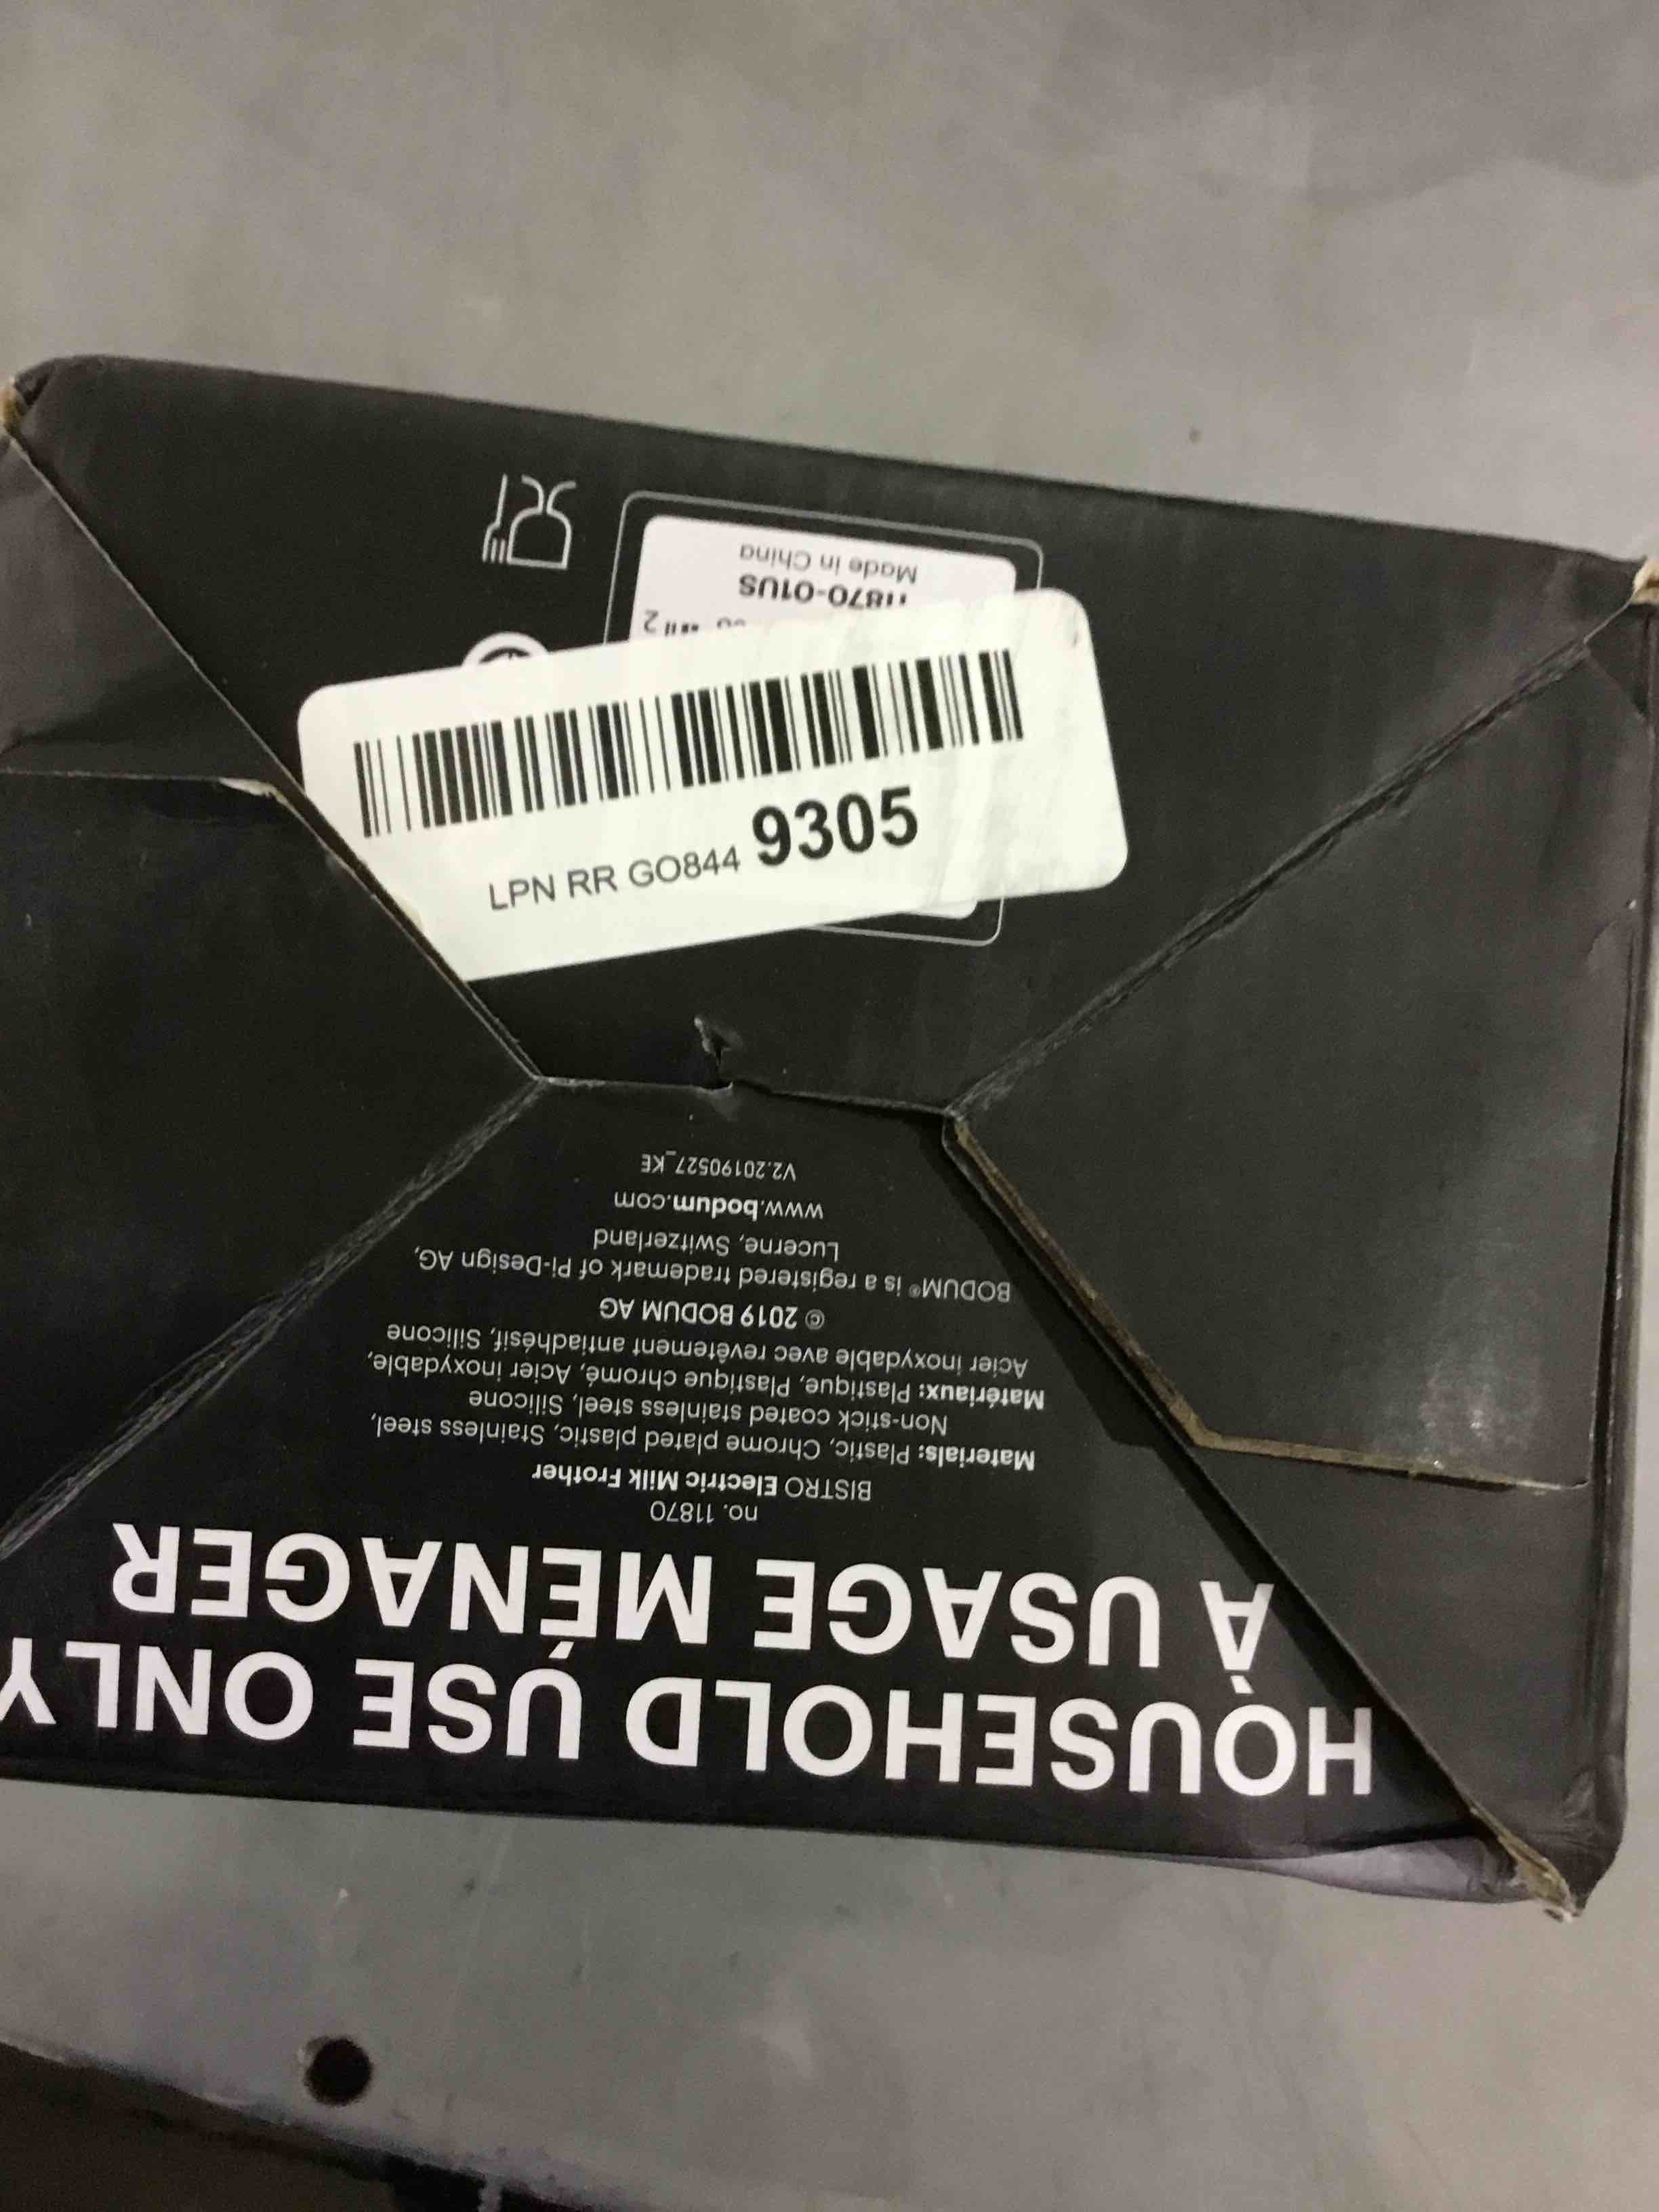 HOUSEHOLD USE ONLY
À USAGE MÉNAGER
no. 11870
BISTRO Electric Milk Frother
Materials: Plastic, Chrome plated plastic, Stainless steel,
Non-stick coated stainless steel, Silicone
Matériaux: Plastique, Plastique chromé, Acier inoxydable,
Acier inoxydable avec revêtement antiadhésif, Silicone
© 2019 BODUM AG
BODUM® is a registered trademark of Pi-Design AG,
Lucerne, Switzerland
www.bodum.com
V2.20190527_KE
LPN RR GO844 9305
11870-01US
Made in China